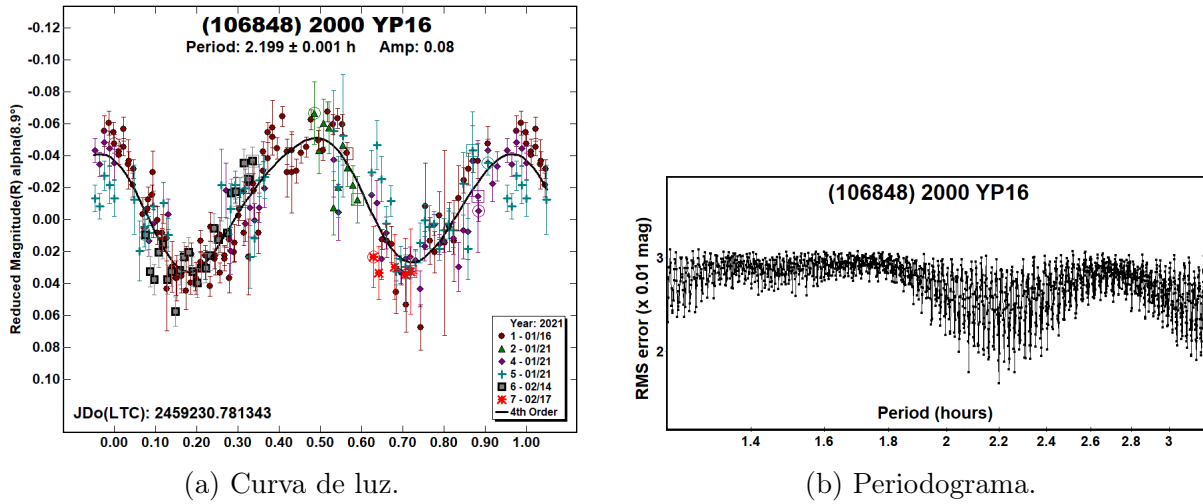 (106848) 2000 YP16
Period: 2.199 ± 0.001 h Amp: 0.08
Reduced Magnitude(R) alpha(8.9°)
-0.12
-0.10
-0.08
-0.06
-0.04
-0.02
0.00
0.02
0.04
0.06
0.08
0.10
Year: 2021
1 - 01/16
2 - 01/21
4 - 01/21
5 - 01/21
6 - 02/14
7 - 02/17
4th Order
JDo(LTC): 2459230.781343
0.00 0.10 0.20 0.30 0.40 0.50 0.60 0.70 0.80 0.90 1.00
(a) Curva de luz.
(106848) 2000 YP16
RMS error (x 0.01 mag)
3
2
Period (hours)
1.4 1.6 1.8 2 2.2 2.4 2.6 2.8 3
(b) Periodograma.